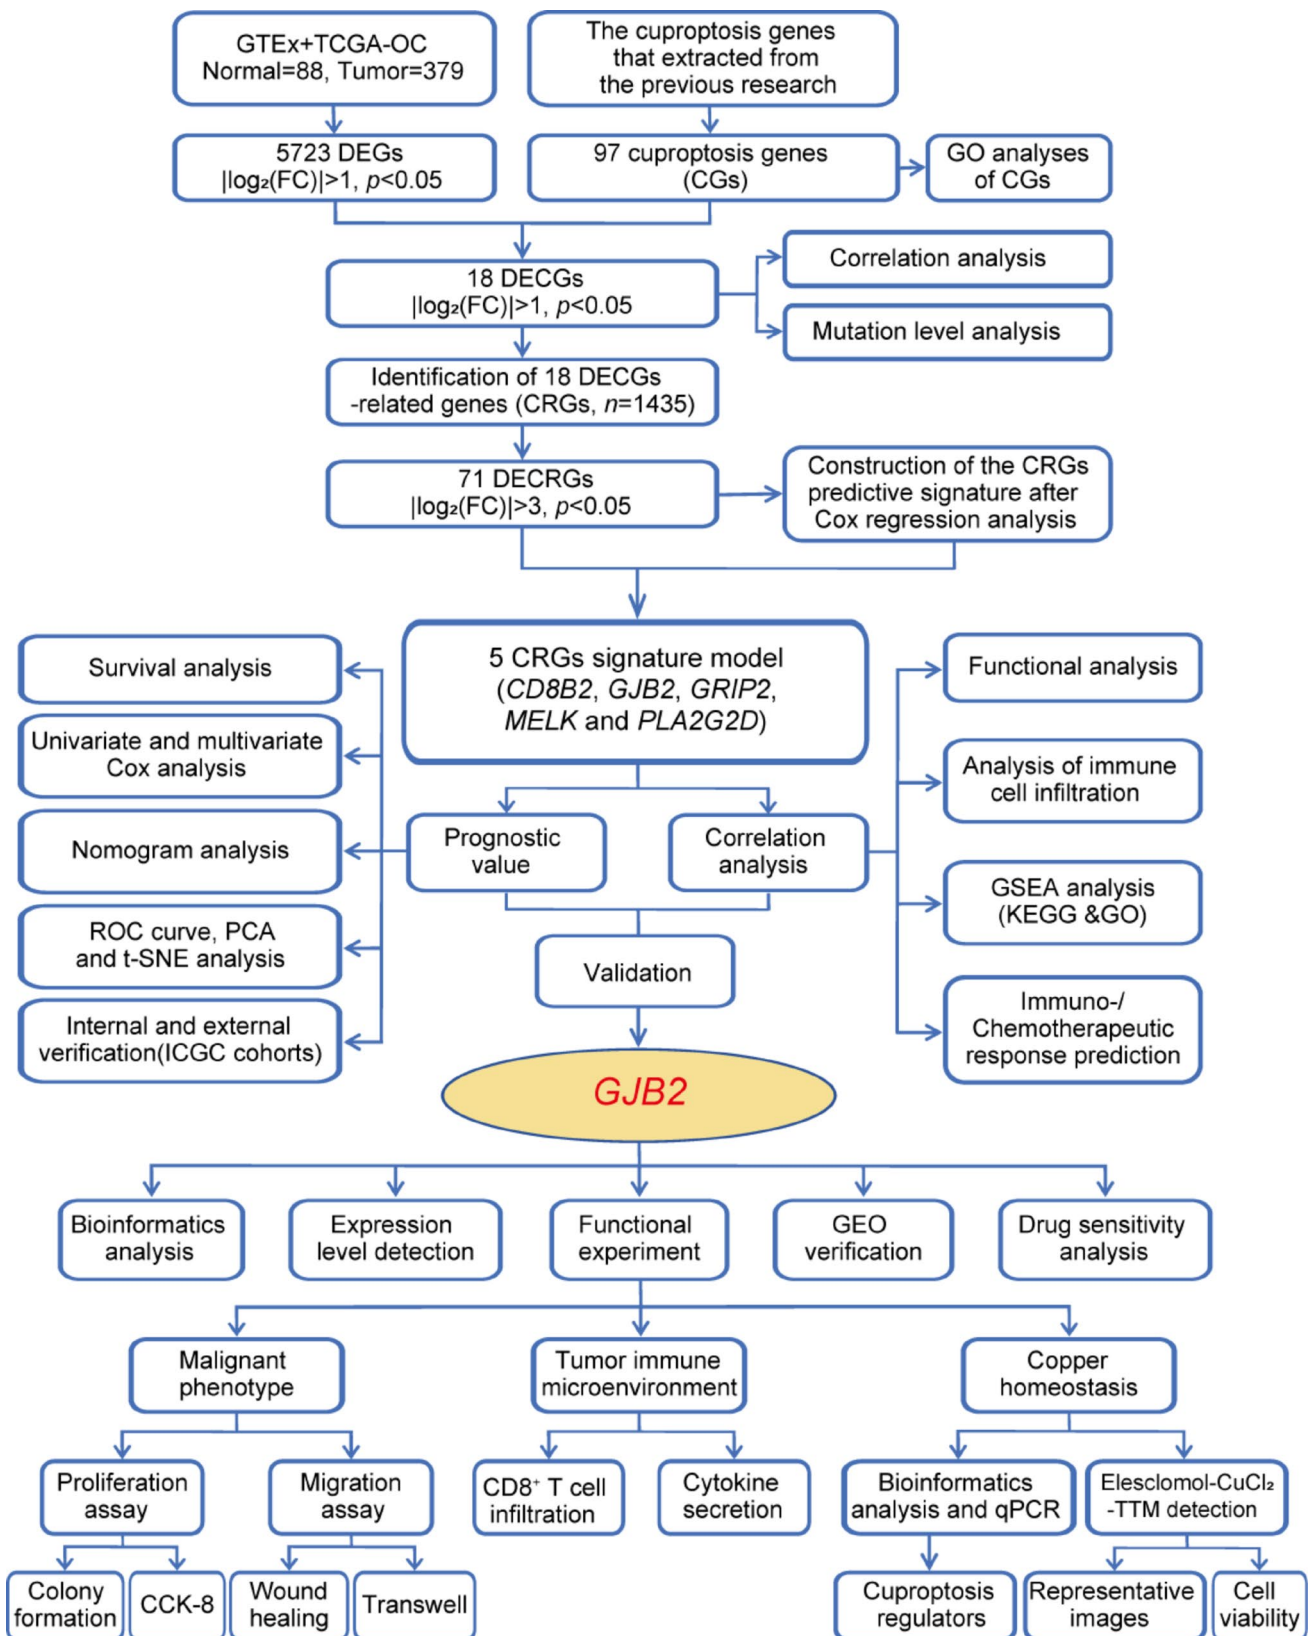 GTEx+TCGA-OC
Normal=88, Tumor=379
The cuproptosis genes
that extracted from
the previous research
5723 DEGs
|log₂(FC)|>1, p<0.05
97 cuproptosis genes
(CGs)
GO analyses
of CGs
18 DECGs
|log₂(FC)|>1, p<0.05
Correlation analysis
Mutation level analysis
Identification of 18 DECGs
-related genes (CRGs, n=1435)
71 DECRGs
|log₂(FC)|>3, p<0.05
Construction of the CRGs
predictive signature after
Cox regression analysis
5 CRGs signature model
(CD8B2, GJB2, GRIP2,
MELK and PLA2G2D)
Survival analysis
Univariate and multivariate
Cox analysis
Nomogram analysis
ROC curve, PCA
and t-SNE analysis
Internal and external
verification(ICGC cohorts)
Prognostic
value
Correlation
analysis
Functional analysis
Analysis of immune
cell infiltration
GSEA analysis
(KEGG &GO)
Immuno-/
Chemotherapeutic
response prediction
Validation
GJB2
Bioinformatics
analysis
Expression
level detection
Functional
experiment
GEO
verification
Drug sensitivity
analysis
Malignant
phenotype
Tumor immune
microenvironment
Copper
homeostasis
Proliferation
assay
Migration
assay
CD8⁺ T cell
infiltration
Cytokine
secretion
Bioinformatics
analysis and qPCR
Elesclomol-CuCl₂
-TTM detection
Colony
formation
CCK-8
Wound
healing
Transwell
Cuproptosis
regulators
Representative
images
Cell
viability